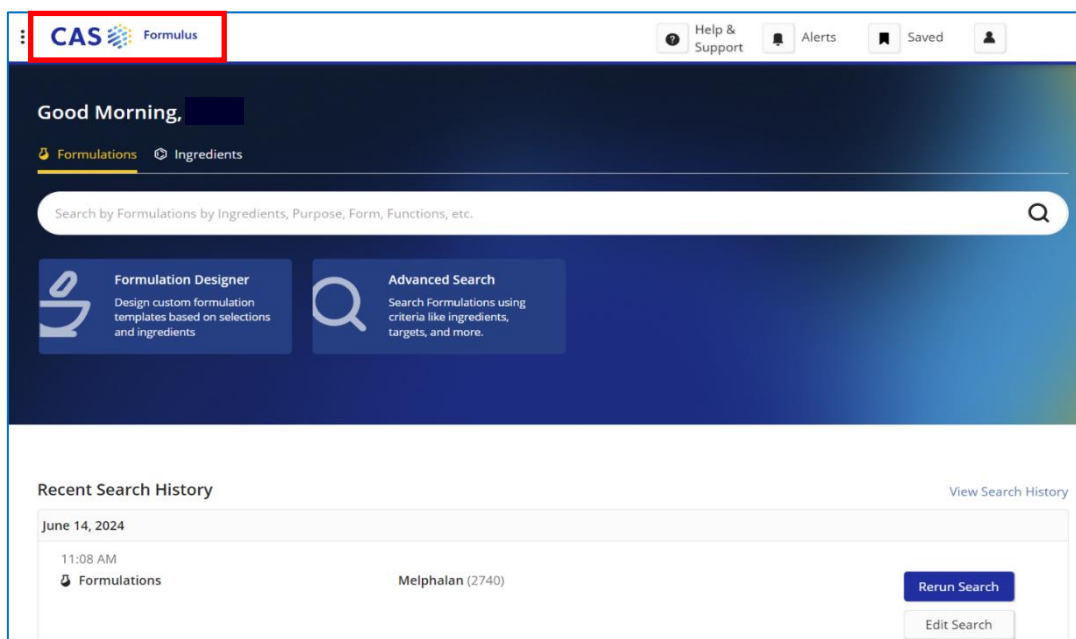 CAS Formulus
Help & Support
Alerts
Saved
Good Morning,
Formulations
Ingredients
Search by Formulations by Ingredients, Purpose, Form, Functions, etc.
Formulation Designer
Design custom formulation
templates based on selections
and ingredients
Advanced Search
Search Formulations using
criteria like ingredients,
targets, and more.
Recent Search History
View Search History
June 14, 2024
11:08 AM
Formulations
Melphalan (2740)
Rerun Search
Edit Search